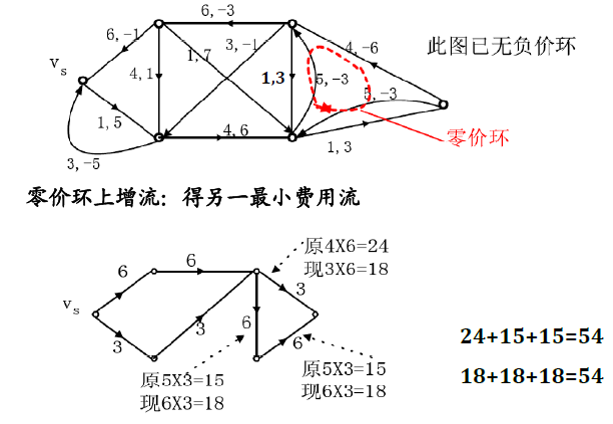 6,-3
6,-1
1,7
3,-1
4,-6
此图已无负价环
vs
4,1
1,3
5,-3
5,-3
1,5
4,6
1,3
零价环
3,-5
零价环上增流：得另一最小费用流
原4X6=24
现3X6=18
6
6
3
vs
3
3
6
6
24+15+15=54
原5X3=15
现6X3=18
原5X3=15
现6X3=18
18+18+18=54